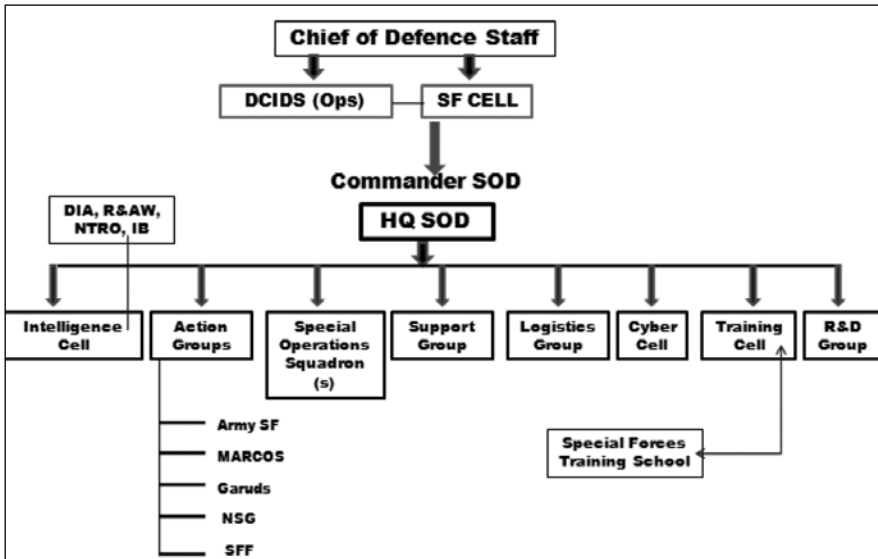 Chief of Defence Staff
DCIDS (Ops)
SF CELL
Commander SOD
DIA, R&AW,
NTRO, IB
HQ SOD
Intelligence
Cell
Action
Groups
Special
Operations
Squadron
(s)
Support
Group
Logistics
Group
Cyber
Cell
Training
Cell
R&D
Group
Army SF
MARCOS
Garuds
NSG
SFF
Special Forces
Training School